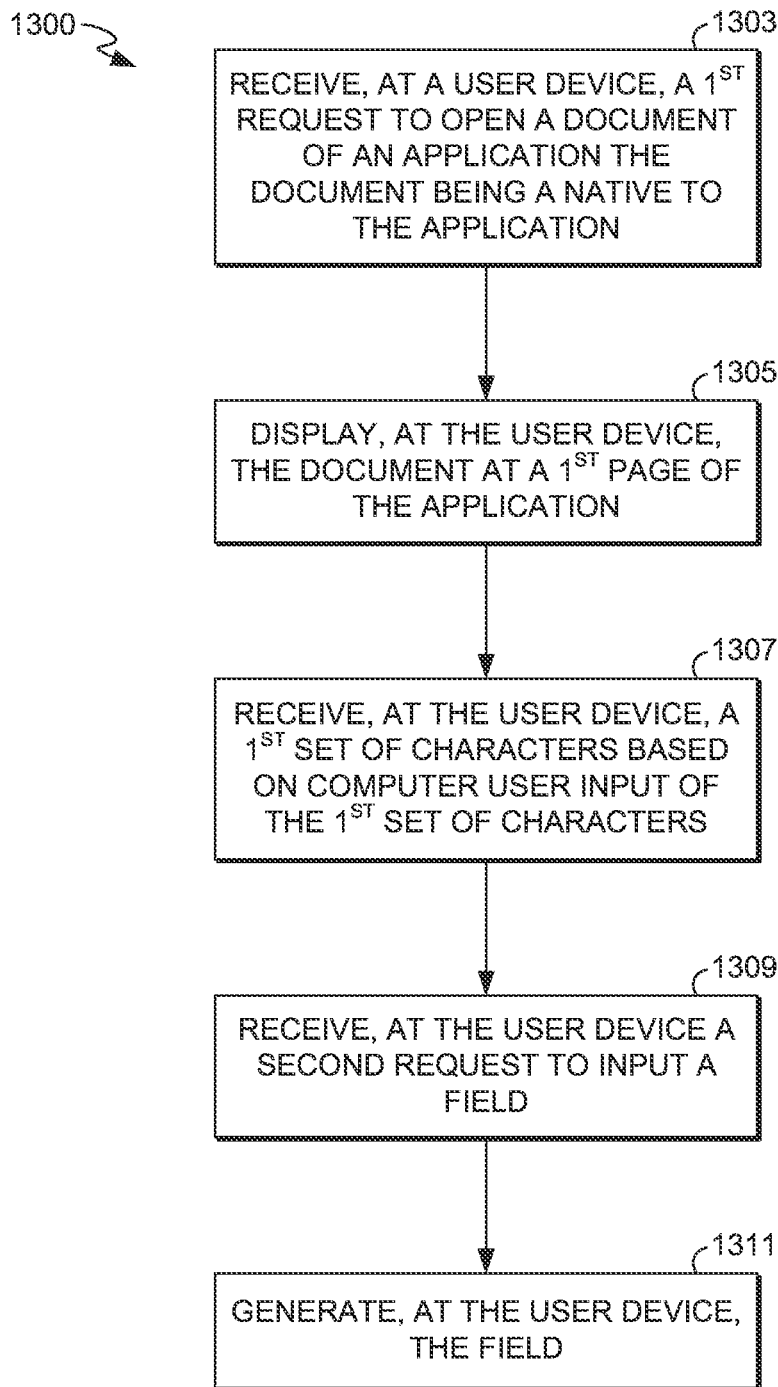 1300
1303
RECEIVE, AT A USER DEVICE, A 1ST
REQUEST TO OPEN A DOCUMENT
OF AN APPLICATION THE
DOCUMENT BEING A NATIVE TO
THE APPLICATION
1305
DISPLAY, AT THE USER DEVICE,
THE DOCUMENT AT A 1ST PAGE OF
THE APPLICATION
1307
RECEIVE, AT THE USER DEVICE, A
1ST SET OF CHARACTERS BASED
ON COMPUTER USER INPUT OF
THE 1ST SET OF CHARACTERS
1309
RECEIVE, AT THE USER DEVICE A
SECOND REQUEST TO INPUT A
FIELD
1311
GENERATE, AT THE USER DEVICE,
THE FIELD